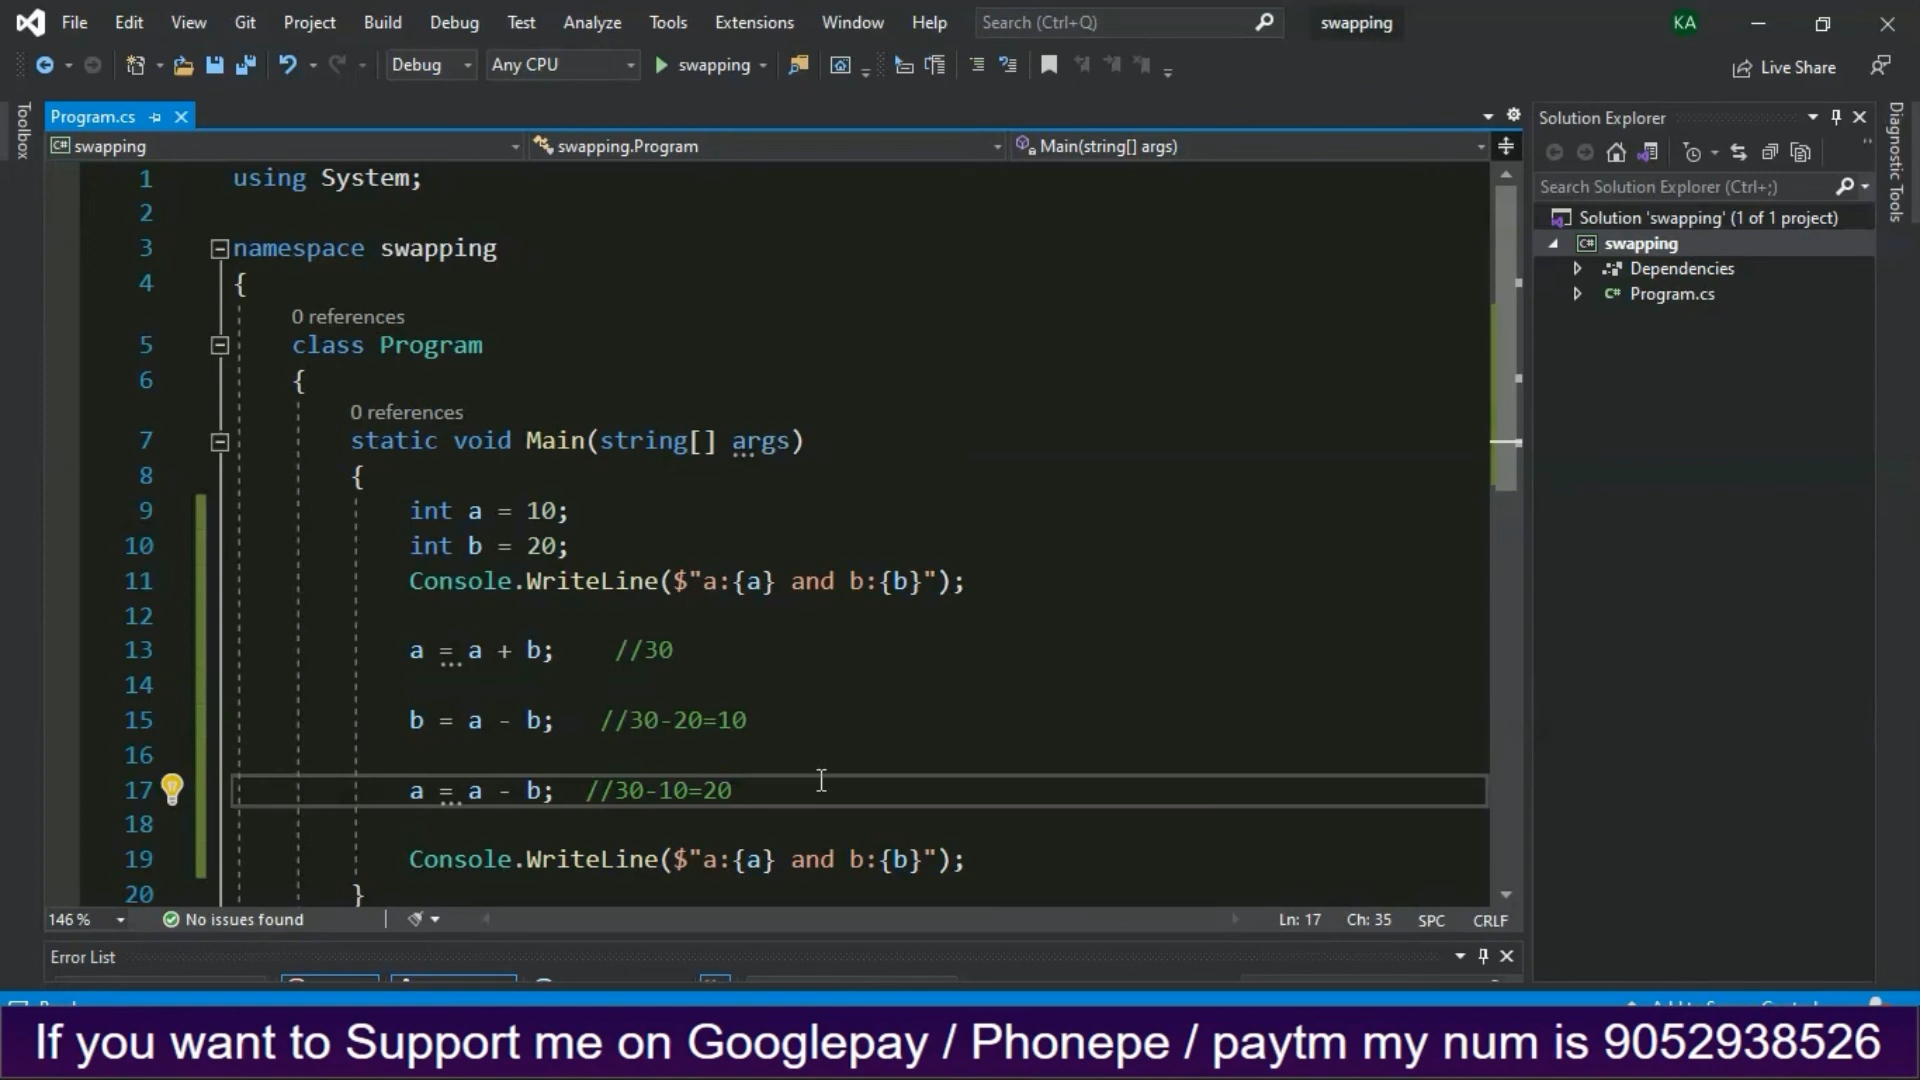 File Edit View Git Project Build Debug Test Analyze Tools Extensions Window Help Search (Ctrl+Q) swapping KA
Debug Any CPU swapping Live Share
Toolbox
Program.cs
swapping swapping.Program Main(string[] args)
1 using System;
2
3 namespace swapping
4 {
0 references
5 class Program
6 {
0 references
7 static void Main(string[] args)
8 {
9 int a = 10;
10 int b = 20;
11 Console.WriteLine($"a:{a} and b:{b}");
12
13 a = a + b; //30
14
15 b = a - b; //30-20=10
16
17 a = a - b; //30-10=20
18
19 Console.WriteLine($"a:{a} and b:{b}");
20 }
146 % No issues found Ln: 17 Ch: 35 SPC CRLF
Error List
Solution Explorer
Search Solution Explorer (Ctrl+;)
Solution 'swapping' (1 of 1 project)
C# swapping
Dependencies
C# Program.cs
Diagnostic Tools
If you want to Support me on Googlepay / Phonepe / paytm my num is 9052938526